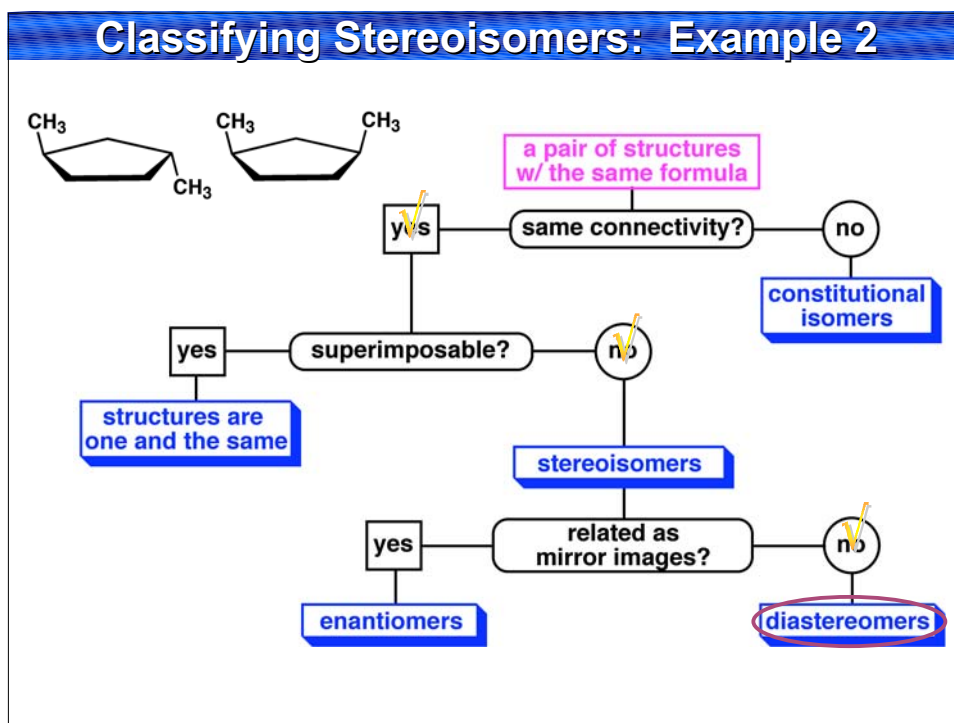 Classifying Stereoisomers: Example 2
CH3
CH3
CH3
CH3
a pair of structures
w/ the same formula
yes
same connectivity?
no
constitutional
isomers
yes
superimposable?
no
structures are
one and the same
stereoisomers
yes
related as
mirror images?
no
enantiomers
diastereomers